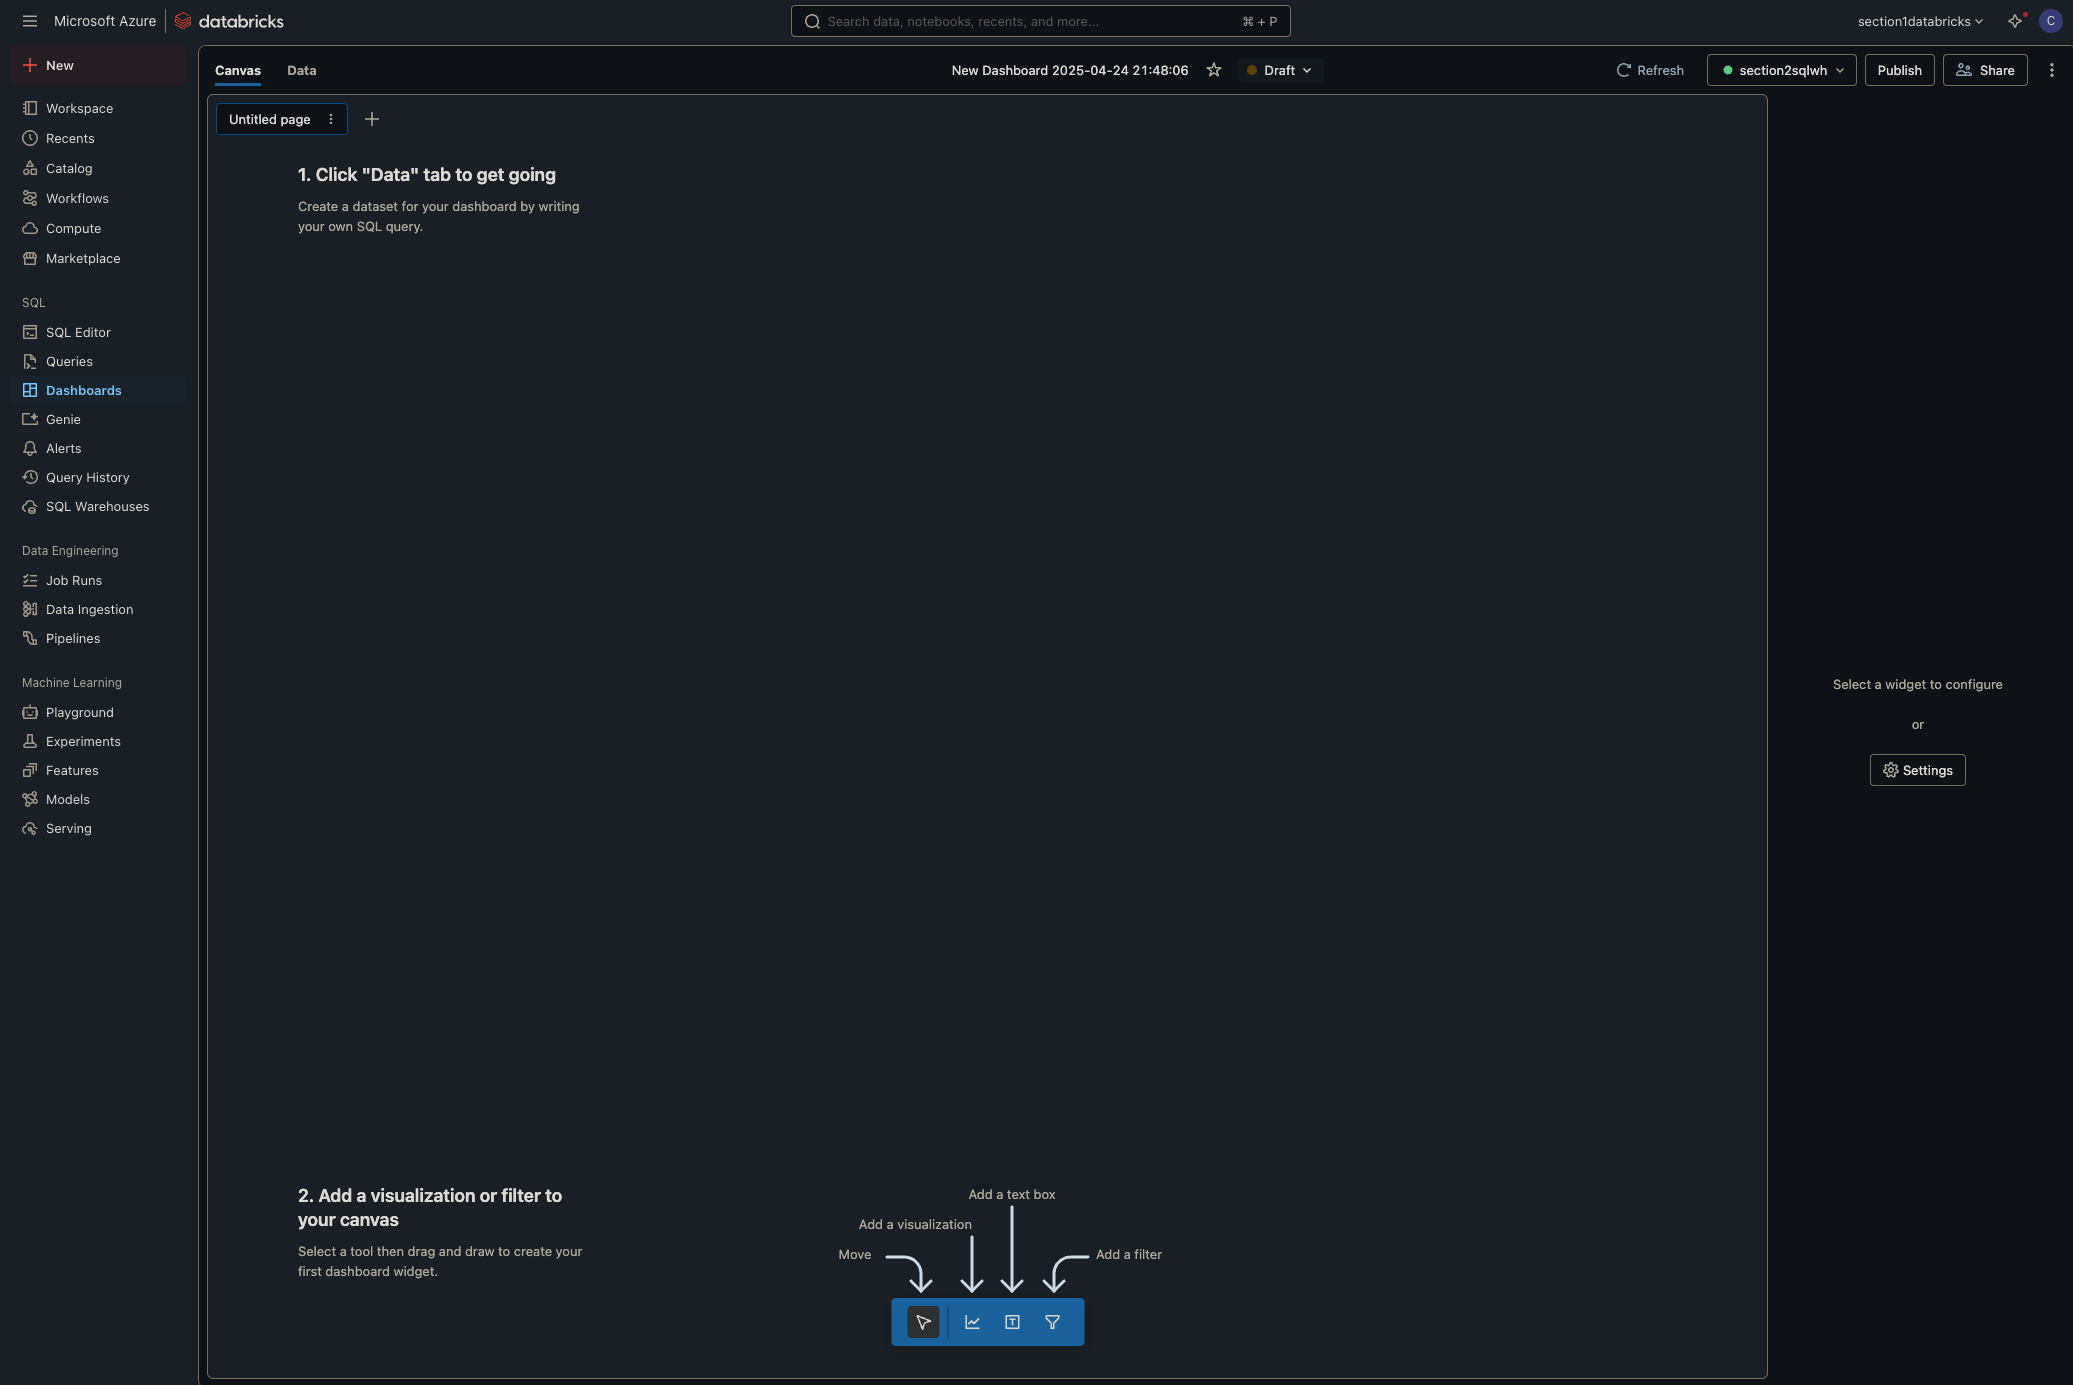 Microsoft Azure
databricks
Search data, notebooks, recents, and more...
⌘ + P
section1databricks
C
New
Workspace
Recents
Catalog
Workflows
Compute
Marketplace
SQL
SQL Editor
Queries
Dashboards
Genie
Alerts
Query History
SQL Warehouses
Data Engineering
Job Runs
Data Ingestion
Pipelines
Machine Learning
Playground
Experiments
Features
Models
Serving
Canvas
Data
New Dashboard 2025-04-24 21:48:06
Draft
Refresh
section2sqlwh
Publish
Share
Untitled page
1. Click "Data" tab to get going
Create a dataset for your dashboard by writing
your own SQL query.
2. Add a visualization or filter to
your canvas
Select a tool then drag and draw to create your
first dashboard widget.
Add a text box
Add a visualization
Move
Add a filter
T
Select a widget to configure
or
Settings